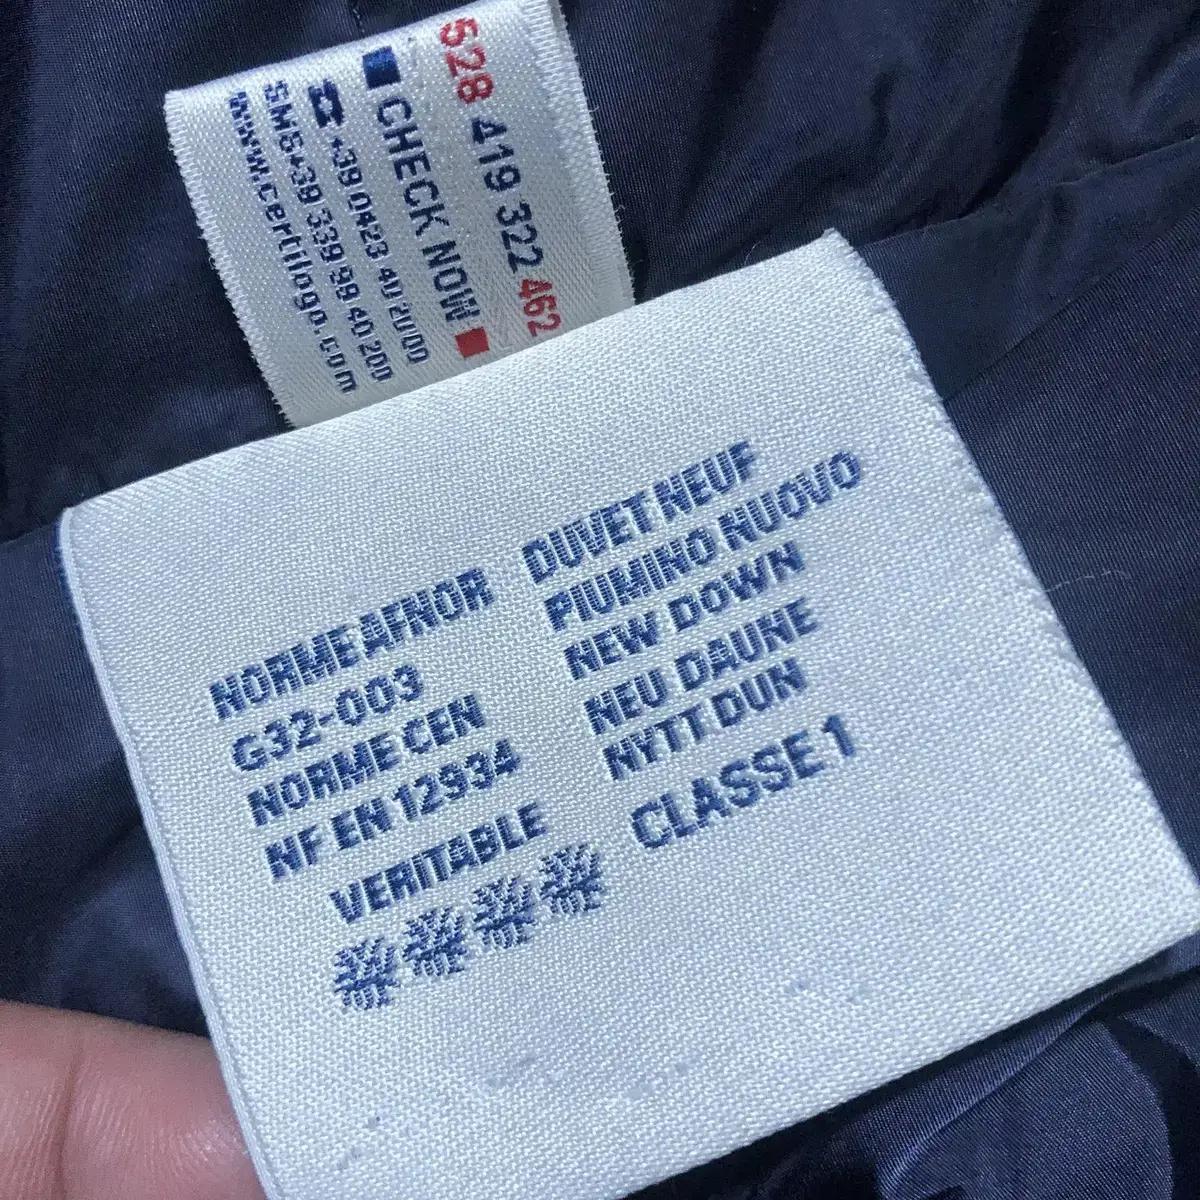 528 419 322 462
CHECK NOW
☎ +39 0423 40 2000
SMS+39 339 99 40 200
www.certilogo.com
NORME AFNOR
G32-003
NORME CEN
NF EN 12934
VERITABLE
DUVET NEUF
PIUMINO NUOVO
NEW DOWN
NEU DAUNE
NYTT DUN
CLASSE 1